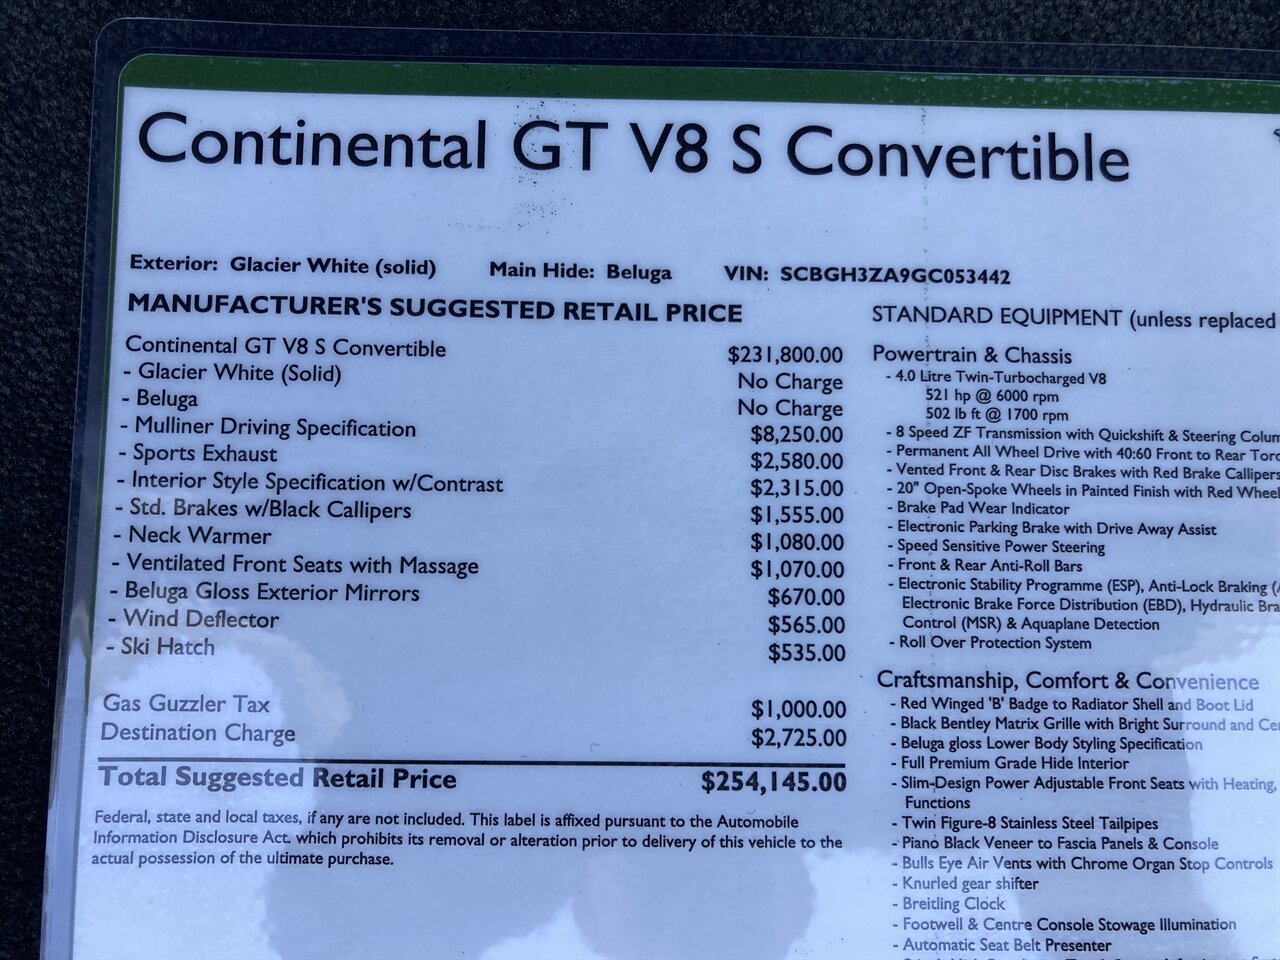 Continental GT V8 S Convertible
Exterior: Glacier White (solid) Main Hide: Beluga VIN: SCBGH3ZA9GC053442
MANUFACTURER'S SUGGESTED RETAIL PRICE
Continental GT V8 S Convertible $231,800.00
- Glacier White (Solid) No Charge
- Beluga No Charge
- Mulliner Driving Specification $8,250.00
- Sports Exhaust $2,580.00
- Interior Style Specification w/Contrast $2,315.00
- Std. Brakes w/Black Callipers $1,555.00
- Neck Warmer $1,080.00
- Ventilated Front Seats with Massage $1,070.00
- Beluga Gloss Exterior Mirrors $670.00
- Wind Deflector $565.00
- Ski Hatch $535.00
Gas Guzzler Tax $1,000.00
Destination Charge $2,725.00
Total Suggested Retail Price $254,145.00
Federal, state and local taxes, if any are not included. This label is affixed pursuant to the Automobile
Information Disclosure Act. which prohibits its removal or alteration prior to delivery of this vehicle to the
actual possession of the ultimate purchase.
STANDARD EQUIPMENT (unless replaced
Powertrain & Chassis
- 4.0 Litre Twin-Turbocharged V8
521 hp @ 6000 rpm
502 lb ft @ 1700 rpm
- 8 Speed ZF Transmission with Quickshift & Steering Colum
- Permanent All Wheel Drive with 40:60 Front to Rear Torq
- Vented Front & Rear Disc Brakes with Red Brake Callipers
- 20" Open-Spoke Wheels in Painted Finish with Red Wheel
- Brake Pad Wear Indicator
- Electronic Parking Brake with Drive Away Assist
- Speed Sensitive Power Steering
- Front & Rear Anti-Roll Bars
- Electronic Stability Programme (ESP), Anti-Lock Braking (A
Electronic Brake Force Distribution (EBD), Hydraulic Bra
Control (MSR) & Aquaplane Detection
- Roll Over Protection System
Craftsmanship, Comfort & Convenience
- Red Winged 'B' Badge to Radiator Shell and Boot Lid
- Black Bentley Matrix Grille with Bright Surround and Cen
- Beluga gloss Lower Body Styling Specification
- Full Premium Grade Hide Interior
- Slim-Design Power Adjustable Front Seats with Heating,
Functions
- Twin Figure-8 Stainless Steel Tailpipes
- Piano Black Veneer to Fascia Panels & Console
- Bulls Eye Air Vents with Chrome Organ Stop Controls
- Knurled gear shifter
- Breitling Clock
- Footwell & Centre Console Stowage Illumination
- Automatic Seat Belt Presenter